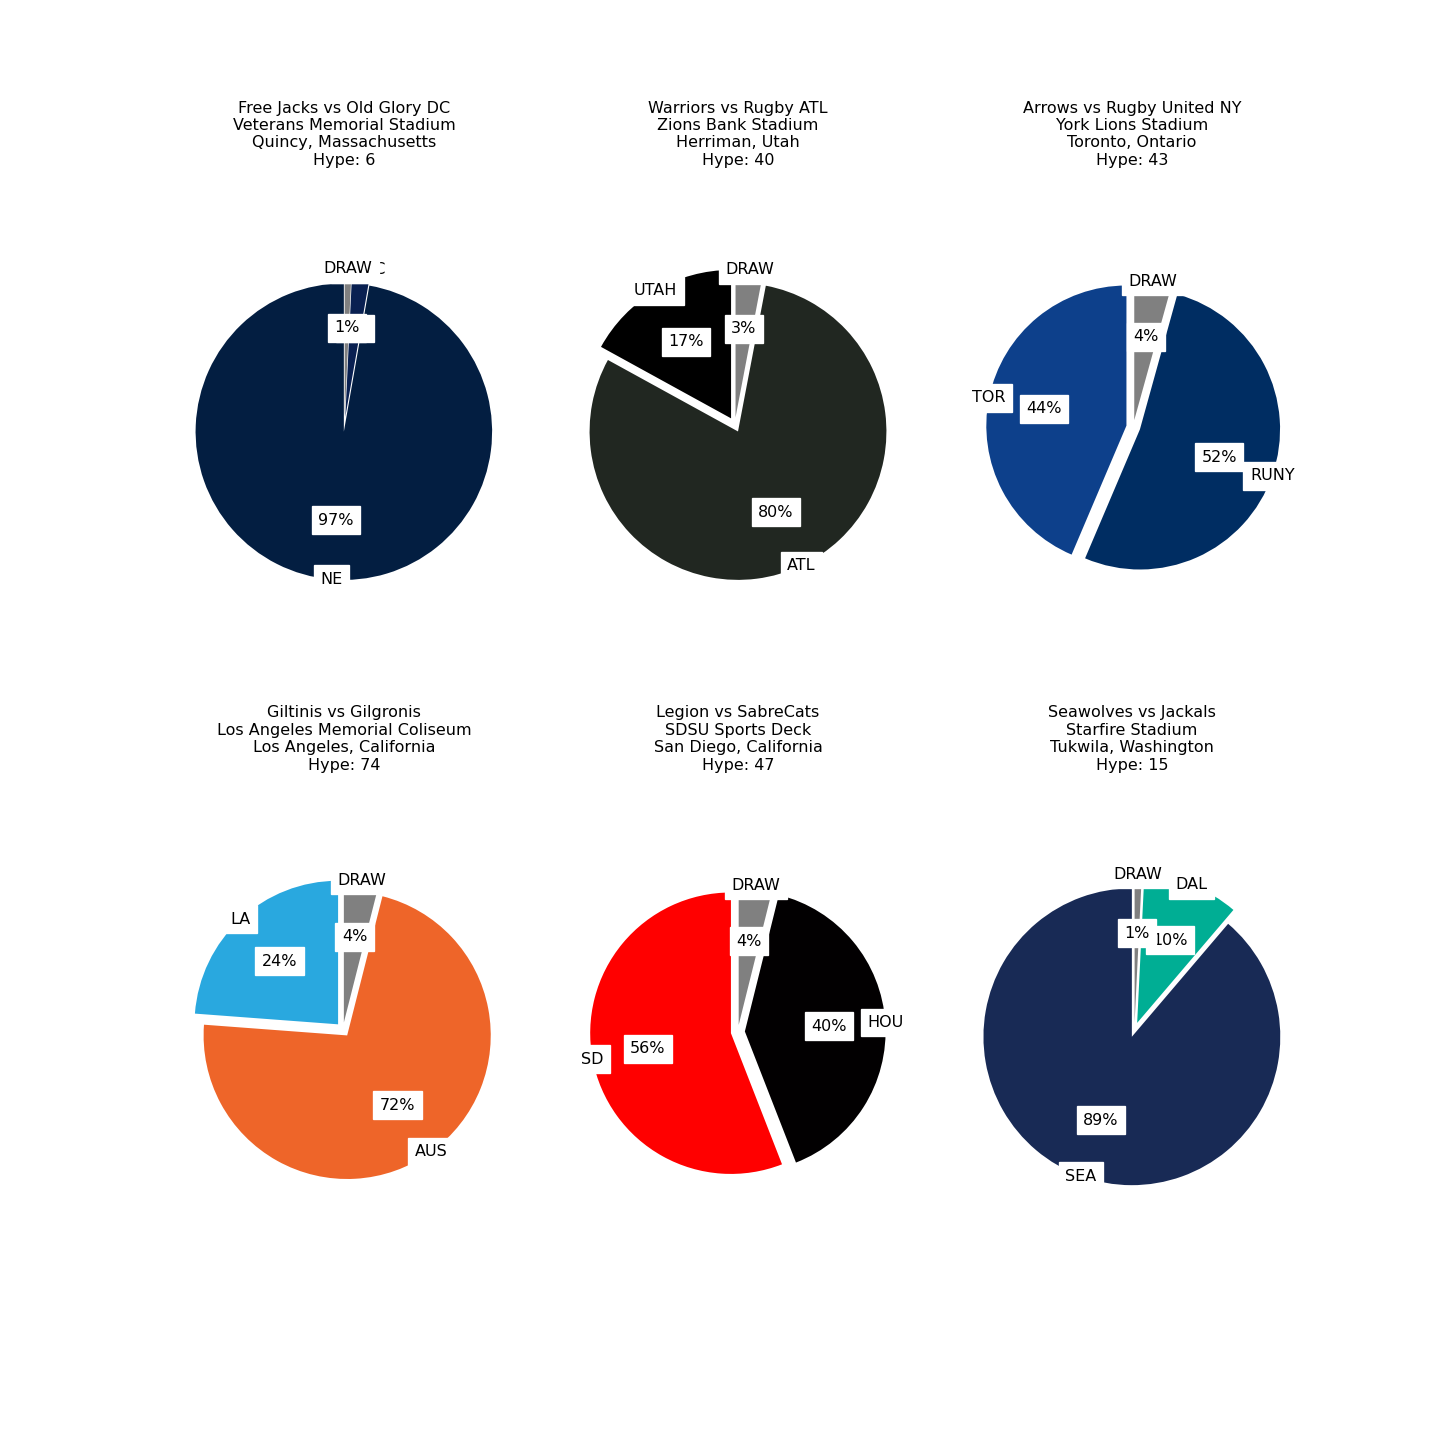 Free Jacks vs Old Glory DC
Veterans Memorial Stadium
Quincy, Massachusetts
Hype: 6
DRAW
1%
97%
NE
Warriors vs Rugby ATL
Zions Bank Stadium
Herriman, Utah
Hype: 40
DRAW
UTAH
3%
17%
80%
ATL
Arrows vs Rugby United NY
York Lions Stadium
Toronto, Ontario
Hype: 43
DRAW
4%
TOR
44%
52%
RUNY
Giltinis vs Gilgronis
Los Angeles Memorial Coliseum
Los Angeles, California
Hype: 74
DRAW
LA
4%
24%
72%
AUS
Legion vs SabreCats
SDSU Sports Deck
San Diego, California
Hype: 47
DRAW
4%
HOU
40%
56%
SD
Seawolves vs Jackals
Starfire Stadium
Tukwila, Washington
Hype: 15
DRAW
DAL
1%
10%
89%
SEA